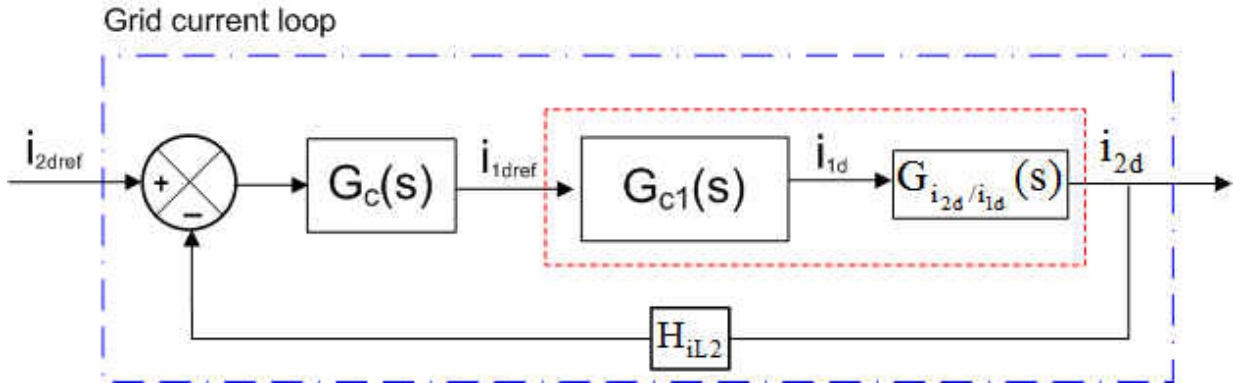 Grid current loop
i2dref
+
−
Gc(s)
i1dref
Gc1(s)
i1d
Gi2d/i1d(s)
i2d
HiL2